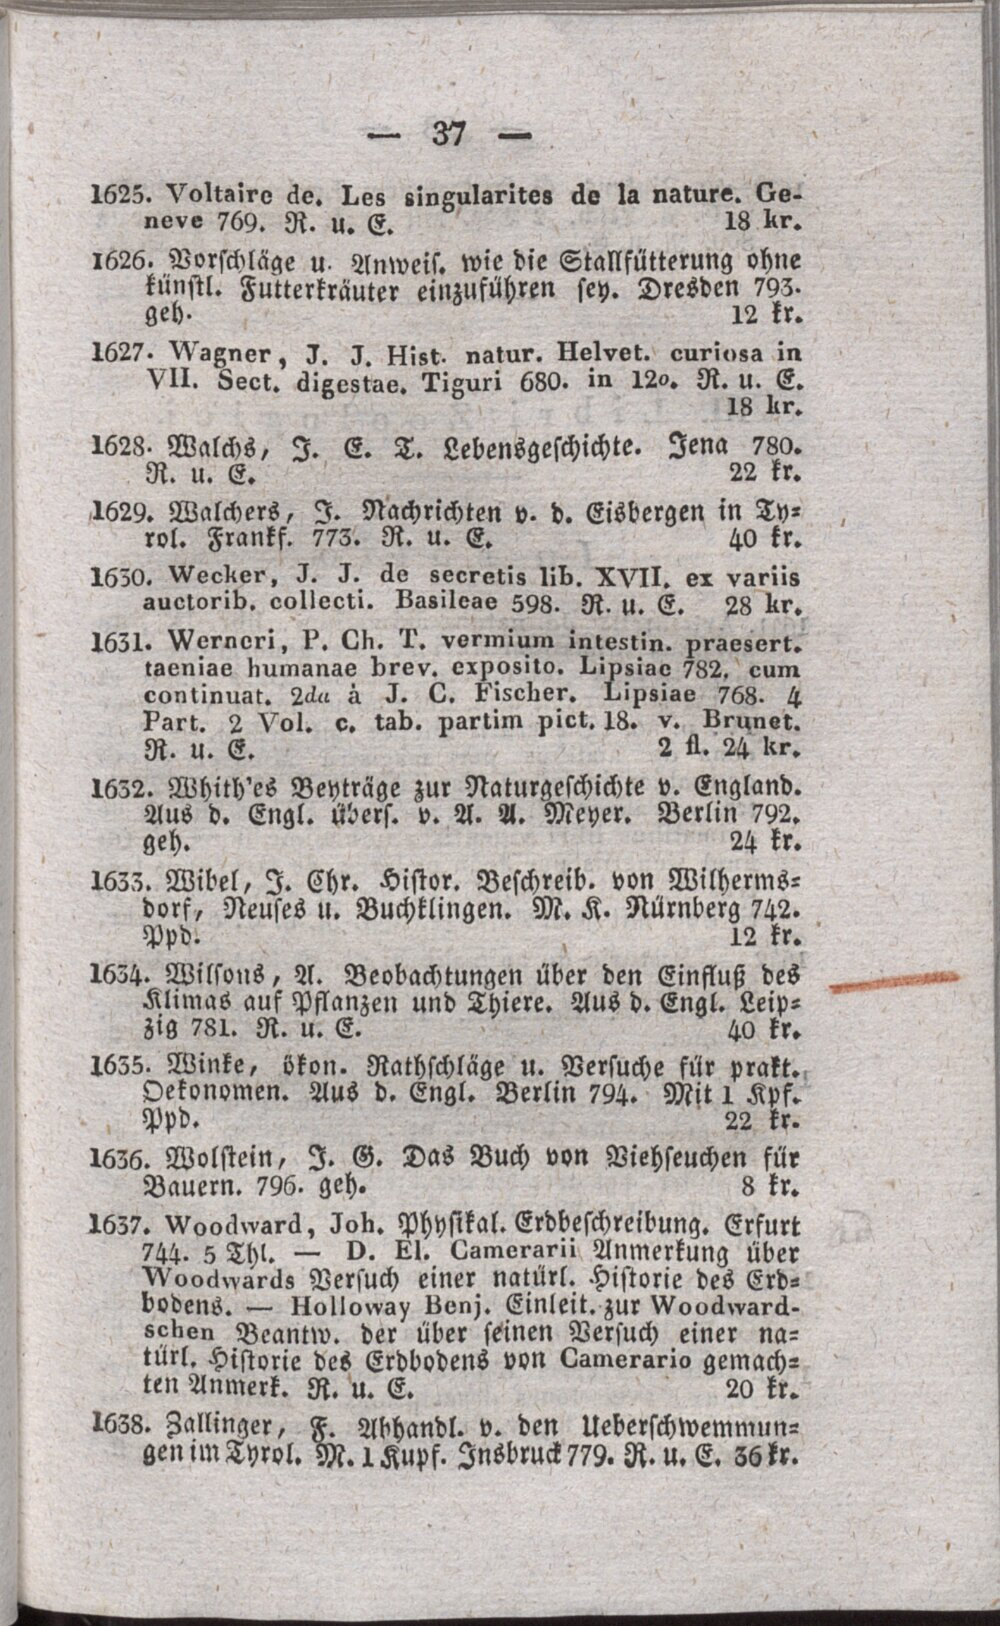 — 37 —
1625. Voltaire de. Les singularites de la nature. Ge-
neve 769. R. u. E. 18 kr.
1626. Vorschläge u. Anweis. wie die Stallfütterung ohne
künstl. Futterkräuter einzuführen sey. Dresden 793.
geh. 12 kr.
1627. Wagner, J. J. Hist. natur. Helvet. curiosa in
VII. Sect. digestae. Tiguri 680. in 12o. R. u. E.
18 kr.
1628. Walchs, J. E. T. Lebensgeschichte. Jena 780.
R. u. E. 22 kr.
1629. Walchers, J. Nachrichten v. d. Eisbergen in Ty-
rol. Frankf. 773. R. u. E. 40 kr.
1630. Wecker, J. J. de secretis lib. XVII. ex variis
auctorib. collecti. Basileae 598. R. u. E. 28 kr.
1631. Werneri, P. Ch. T. vermium intestin. praesert.
taeniae humanae brev. exposito. Lipsiae 782, cum
continuat. 2da à J. C. Fischer. Lipsiae 768. 4
Part. 2 Vol. c. tab. partim pict. 18. v. Brunet.
R. u. E. 2 fl. 24 kr.
1632. Whith'es Beyträge zur Naturgeschichte v. England.
Aus d. Engl. übers. v. A. A. Meyer. Berlin 792.
geh. 24 kr.
1633. Wibel, J. Chr. Histor. Beschreib. von Wilherms-
dorf, Neuses u. Buchklingen. M. K. Nürnberg 742.
Ppd. 12 kr.
1634. Wilsons, A. Beobachtungen über den Einfluß des
Klimas auf Pflanzen und Thiere. Aus d. Engl. Leip-
zig 781. R. u. E. 40 kr.
1635. Winke, ökon. Rathschläge u. Versuche für prakt.
Oekonomen. Aus d. Engl. Berlin 794. Mit 1 Kpf.
Ppd. 22 kr.
1636. Wolstein, J. G. Das Buch von Viehseuchen für
Bauern. 796. geh. 8 kr.
1637. Woodward, Joh. Physikal. Erdbeschreibung. Erfurt
744. 5 Thl. — D. El. Camerarii Anmerkung über
Woodwards Versuch einer natürl. Historie des Erd-
bodens. — Holloway Benj. Einleit. zur Woodward-
schen Beantw. der über seinen Versuch einer na-
türl. Historie des Erdbodens von Camerario gemach-
ten Anmerk. R. u. E. 20 kr.
1638. Zallinger, F. Abhandl. v. den Ueberschwemmun-
gen im Tyrol. M. 1 Kupf. Insbruck 779. R. u. E. 36 kr.